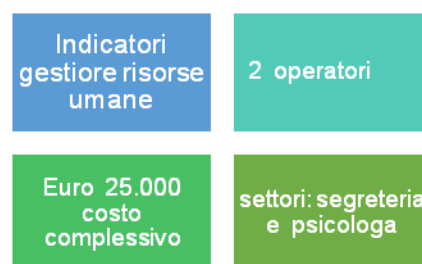 Indicatori
gestiore risorse
umane
2 operatori
Euro 25.000
costo
complessivo
settori: segreteria
e psicologa